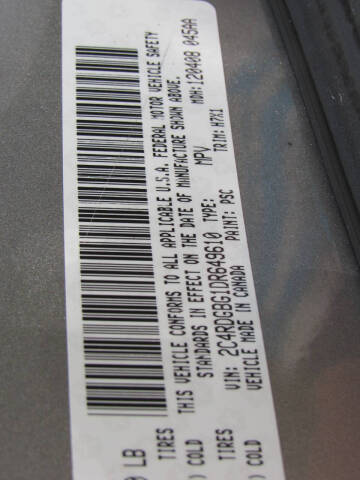 THIS VEHICLE CONFORMS TO ALL APPLICABLE U.S.A. FEDERAL MOTOR VEHICLE SAFETY
STANDARDS IN EFFECT ON THE DATE OF MANUFACTURE SHOWN ABOVE. MDH: 120408 045AA
VIN: 2C4RDGBG1DR649610 TYPE: MPV
VEHICLE MADE IN CANADA PAINT: PSC TRIM: H7X1
LB
TIRES
) COLD
TIRES
) COLD